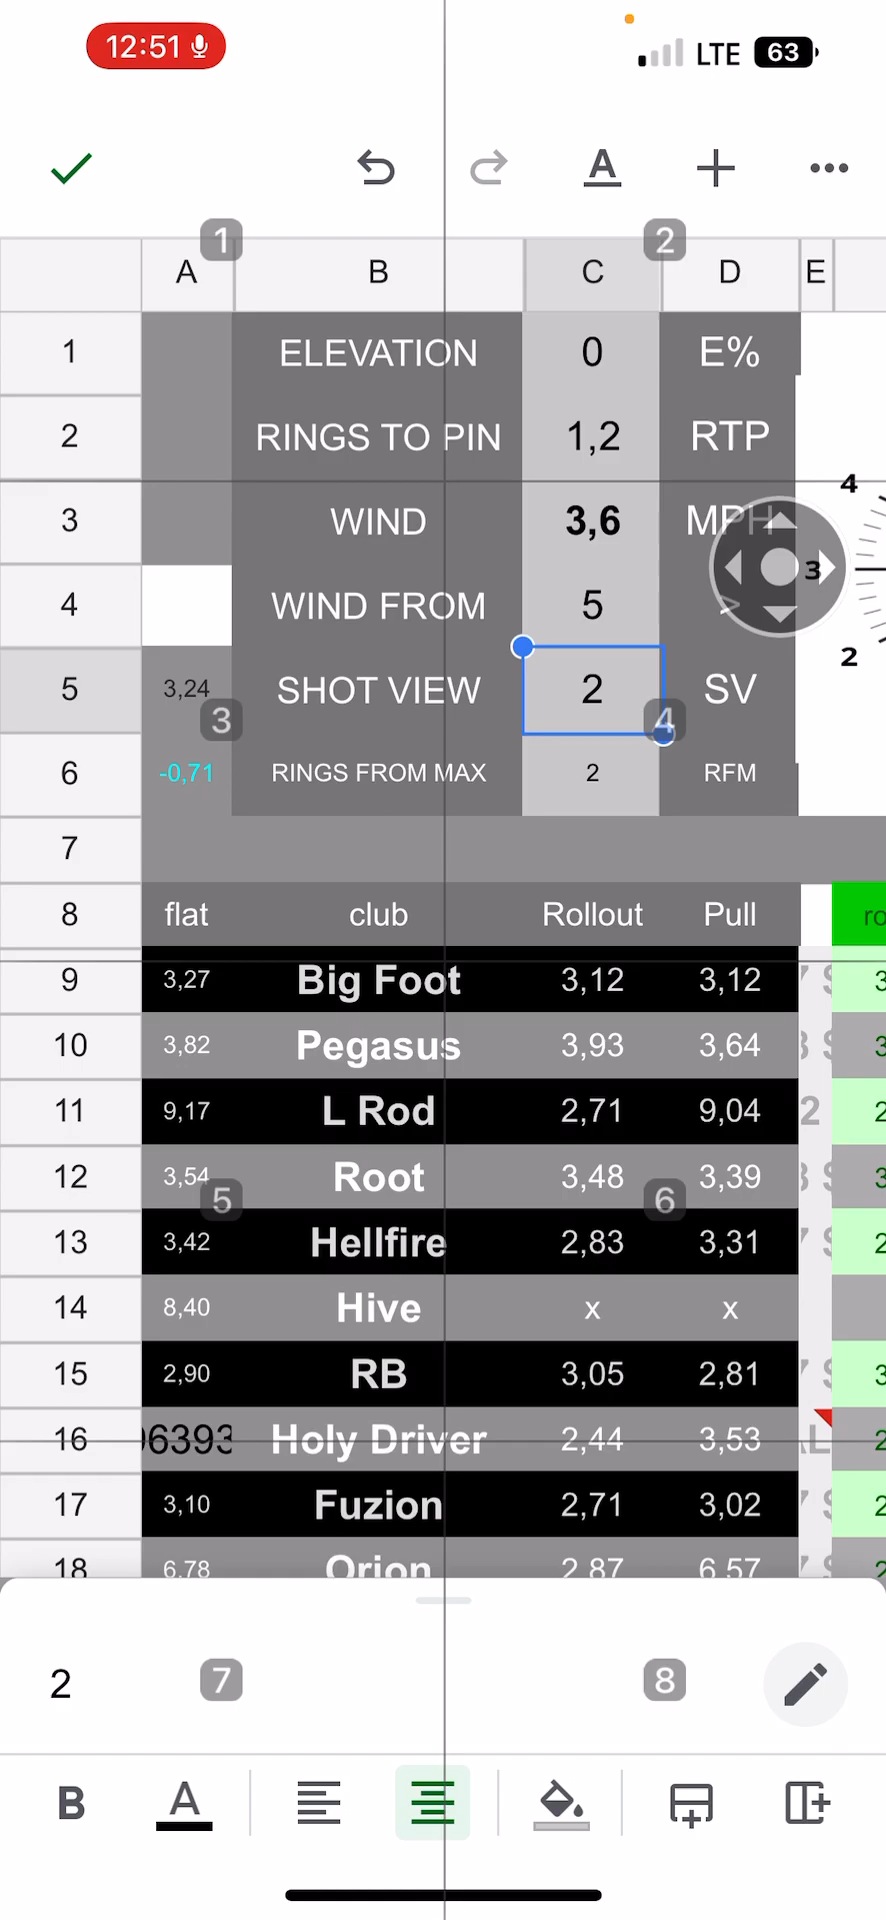 12:51 LTE 63
A
1 2
A B C D E
1 ELEVATION 0 E%
2 RINGS TO PIN 1,2 RTP
4
3 WIND 3,6 MPH
3
4 WIND FROM 5 >
2
5 3,24 SHOT VIEW 2 SV
3 4
6 -0,71 RINGS FROM MAX 2 RFM
7
8 flat club Rollout Pull
9 3,27 Big Foot 3,12 3,12
10 3,82 Pegasus 3,93 3,64
11 9,17 L Rod 2,71 9,04 2
12 3,54 Root 3,48 3,39
5 6
13 3,42 Hellfire 2,83 3,31
14 8,40 Hive x x
15 2,90 RB 3,05 2,81
16 6393 Holy Driver 2,44 3,53
17 3,10 Fuzion 2,71 3,02
18 6,78 Orion 2,87 6,57
2 7 8
B A